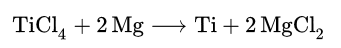 TiCl₄ + 2 Mg ⟶ Ti + 2 MgCl₂